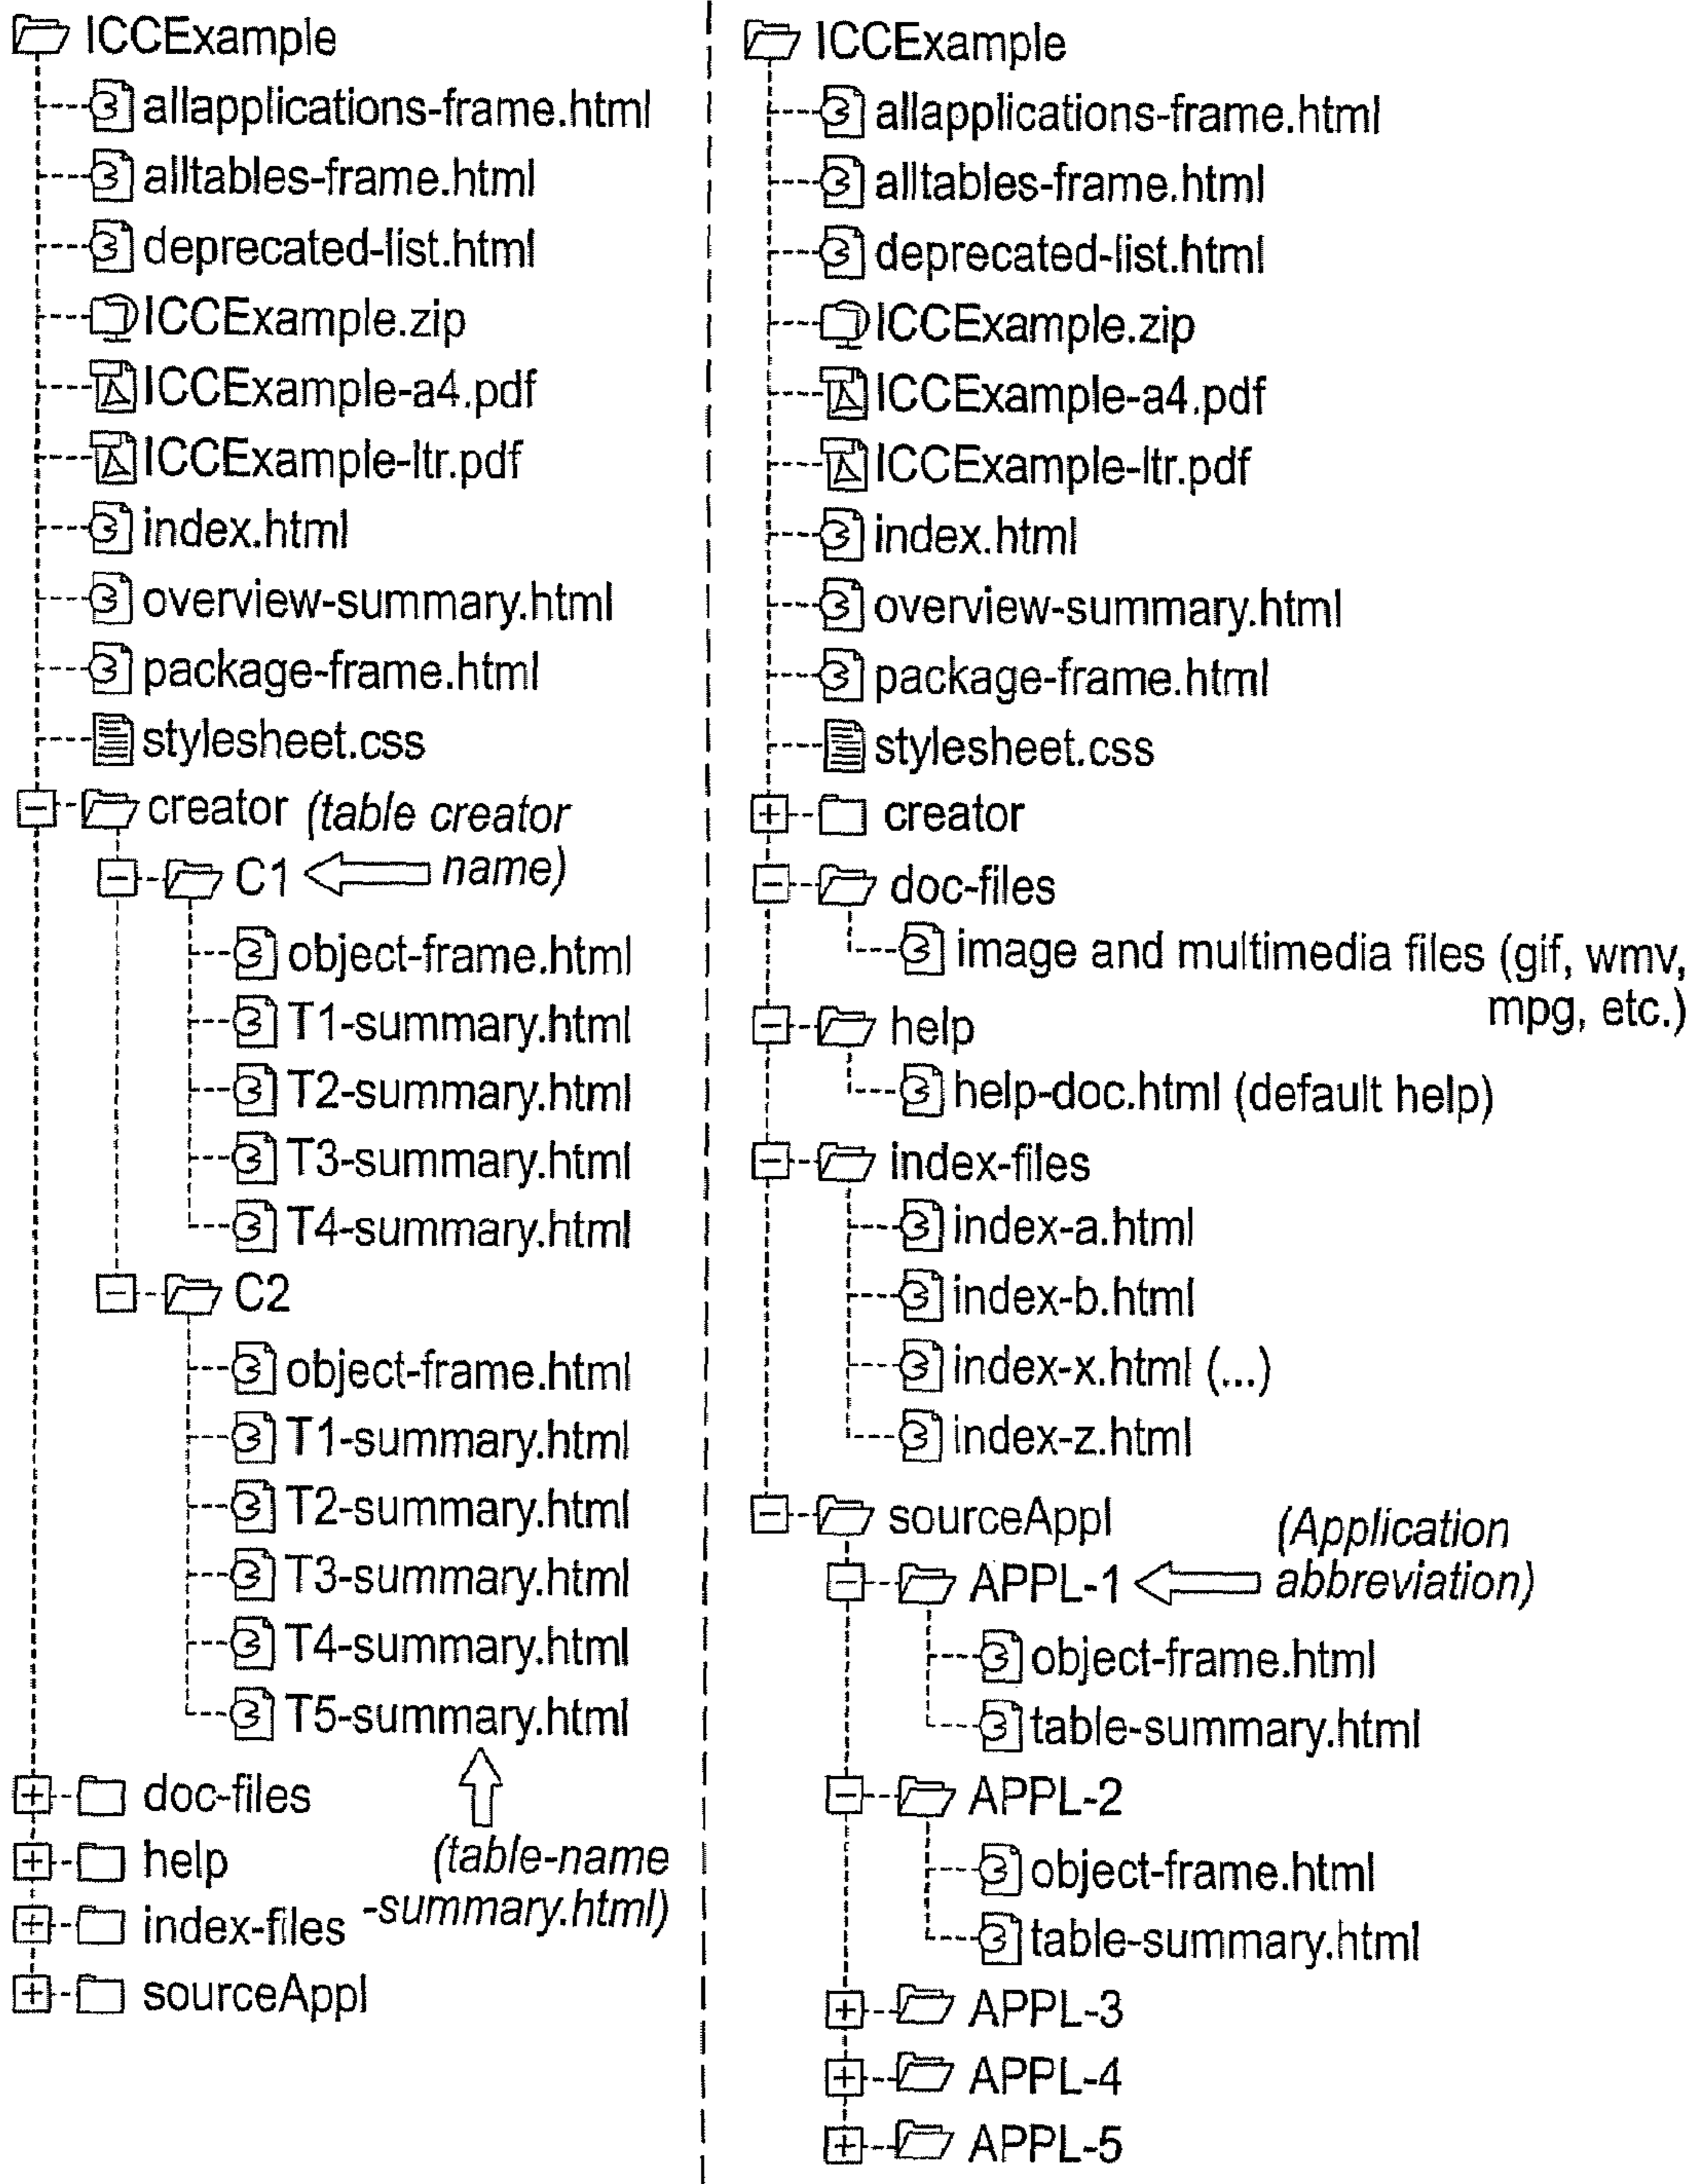 ICCExample
allapplications-frame.html
alltables-frame.html
deprecated-list.html
ICCExample.zip
ICCExample-a4.pdf
ICCExample-ltr.pdf
index.html
overview-summary.html
package-frame.html
stylesheet.css
creator (table creator
C1 name)
object-frame.html
T1-summary.html
T2-summary.html
T3-summary.html
T4-summary.html
C2
object-frame.html
T1-summary.html
T2-summary.html
T3-summary.html
T4-summary.html
T5-summary.html
doc-files
help (table-name
index-files -summary.html)
sourceAppl
ICCExample
allapplications-frame.html
alltables-frame.html
deprecated-list.html
ICCExample.zip
ICCExample-a4.pdf
ICCExample-ltr.pdf
index.html
overview-summary.html
package-frame.html
stylesheet.css
creator
doc-files
image and multimedia files (gif, wmv,
mpg, etc.)
help
help-doc.html (default help)
index-files
index-a.html
index-b.html
index-x.html (...)
index-z.html
sourceAppl (Application
APPL-1 abbreviation)
object-frame.html
table-summary.html
APPL-2
object-frame.html
table-summary.html
APPL-3
APPL-4
APPL-5